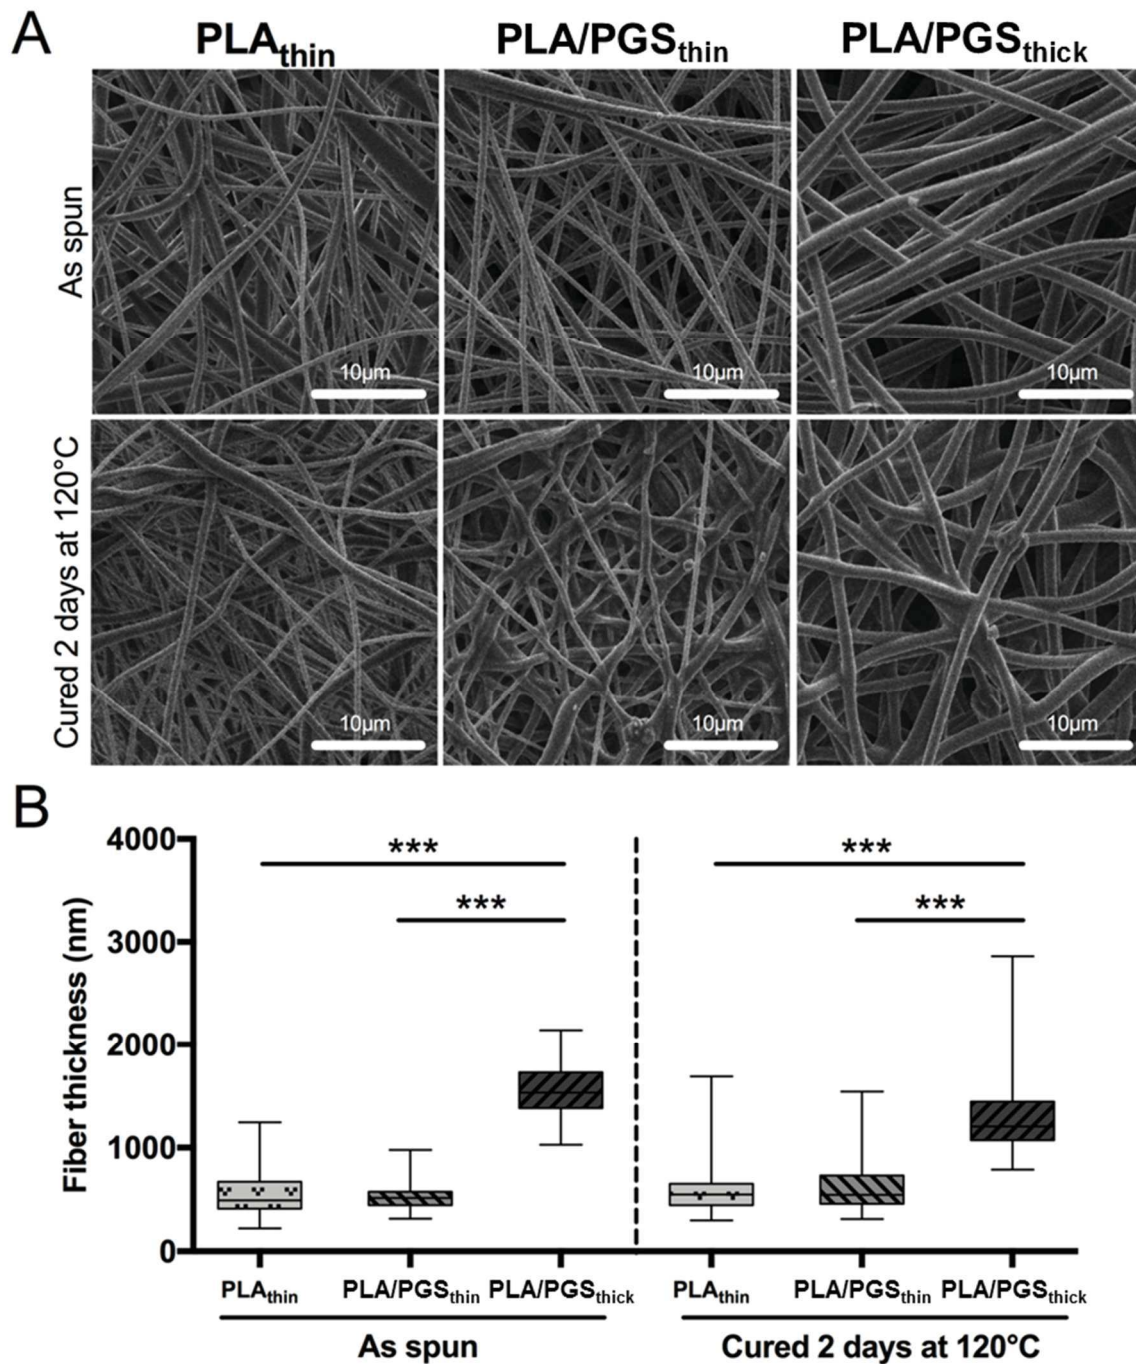 A
PLAthin
PLA/PGSthin
PLA/PGSthick
As spun
10µm
10µm
10µm
Cured 2 days at 120°C
10µm
10µm
10µm
B
Fiber thickness (nm)
4000
3000
2000
1000
0
***
***
***
***
PLAthin
PLA/PGSthin
PLA/PGSthick
PLAthin
PLA/PGSthin
PLA/PGSthick
As spun
Cured 2 days at 120°C